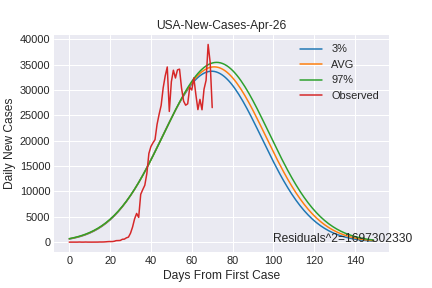 USA-New-Cases-Apr-26
Daily New Cases
40000
35000
30000
25000
20000
15000
10000
5000
0
3%
AVG
97%
Observed
Residuals^2=1697302330
0 20 40 60 80 100 120 140
Days From First Case